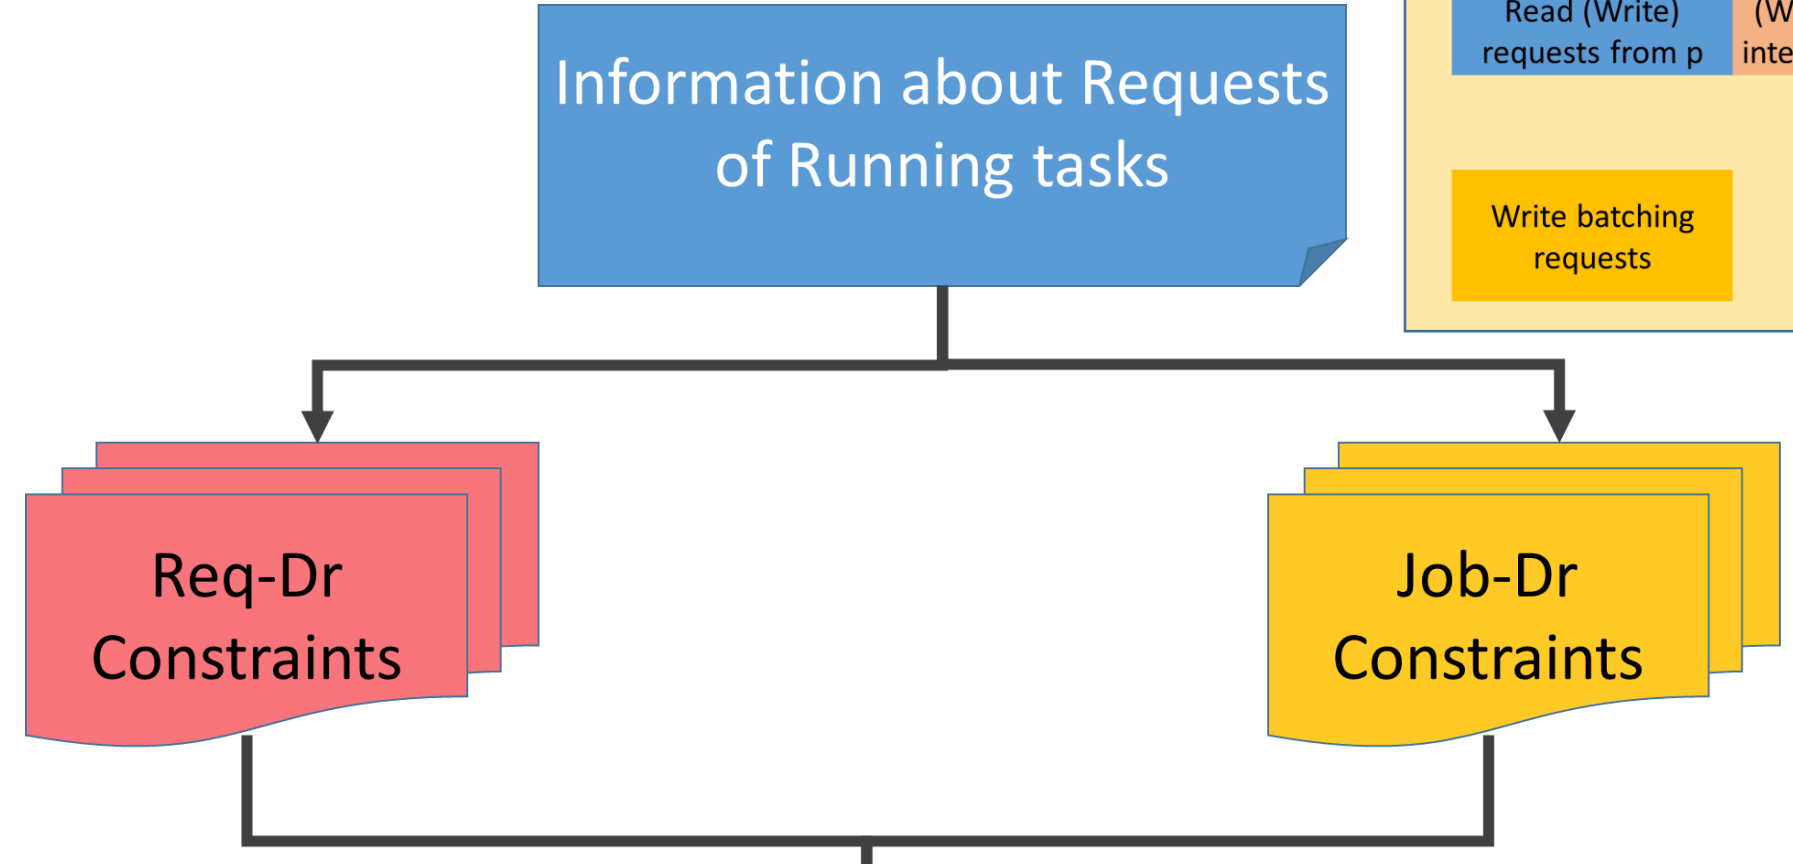 Information about Requests
of Running tasks
Read (Write)
requests from p
Write batching
requests
Req-Dr
Constraints
Job-Dr
Constraints